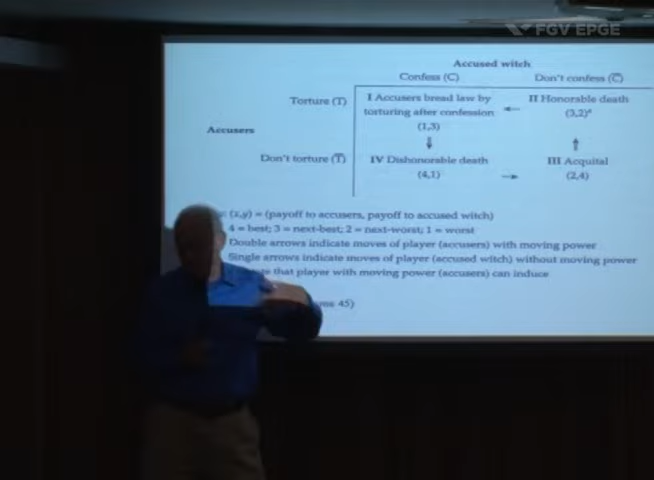 FGV EPGE
Accused witch
Confess (C) Don't confess (C̅)
Torture (T) I Accusers bread law by II Honorable death
torturing after confession (3,2)
Accusers (1,3)
Don't torture (T̅) IV Dishonorable death III Acquital
(4,1) (2,4)
(x,y) = (payoff to accusers, payoff to accused witch)
4 = best; 3 = next-best; 2 = next-worst; 1 = worst
Double arrows indicate moves of player (accusers) with moving power
Single arrows indicate moves of player (accused witch) without moving power
that player with moving power (accusers) can induce
45)